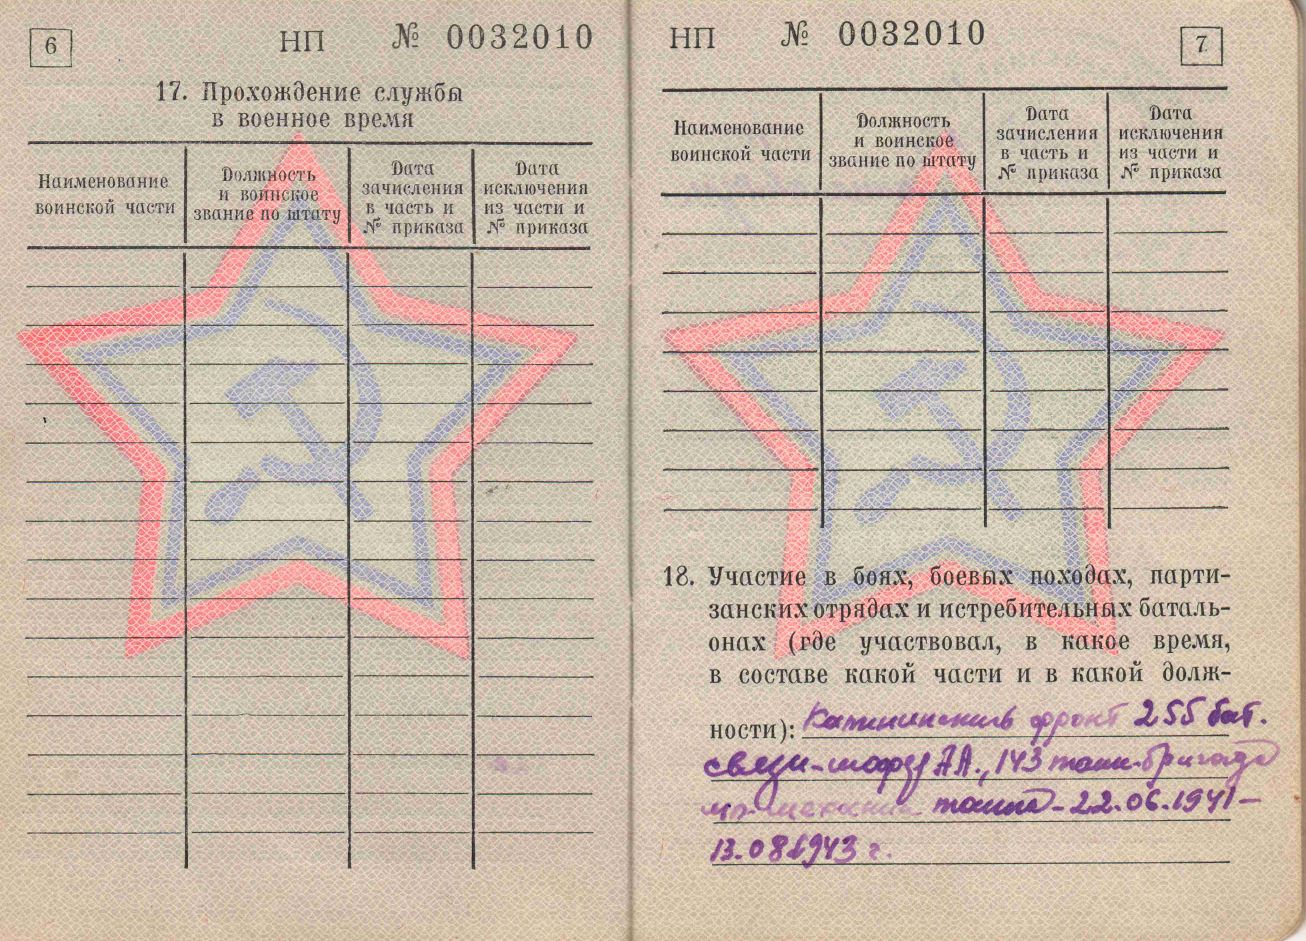 6
НП № 0032010
17. Прохождение службы
в военное время
Наименование
воинской части
Должность
и воинское
звание по штату
Дата
зачисления
в часть и
№ приказа
Дата
исключения
из части и
№ приказа
НП № 0032010
7
Наименование
воинской части
Должность
и воинское
звание по штату
Дата
зачисления
в часть и
№ приказа
Дата
исключения
из части и
№ приказа
18. Участие в боях, боевых походах, парти-
занских отрядах и истребительных баталь-
онах (где участвовал, в какое время,
в составе какой части и в какой долж-
ности): фронт 255 бат.
связи - шофер 143 танк. бригада
механик танка - 22.06.1941 -
13.08.1943 г.